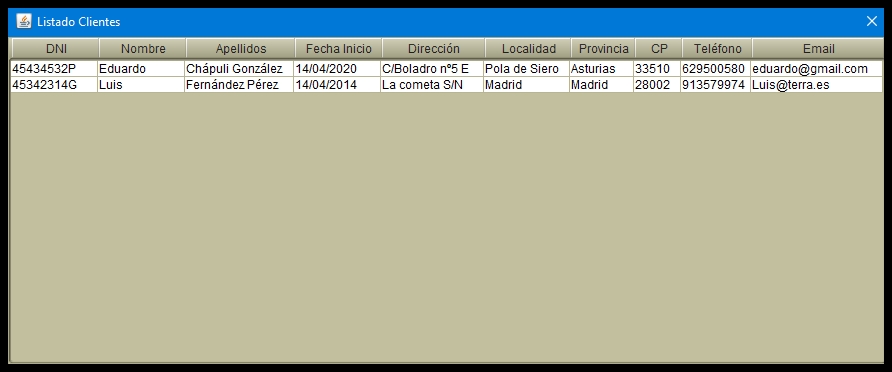 Listado Clientes
DNI Nombre Apellidos Fecha Inicio Dirección Localidad Provincia CP Teléfono Email
45434532P Eduardo Chápuli González 14/04/2020 C/Boladro nº5 E Pola de Siero Asturias 33510 629500580 eduardo@gmail.com
45342314G Luis Fernández Pérez 14/04/2014 La cometa S/N Madrid Madrid 28002 913579974 Luis@terra.es